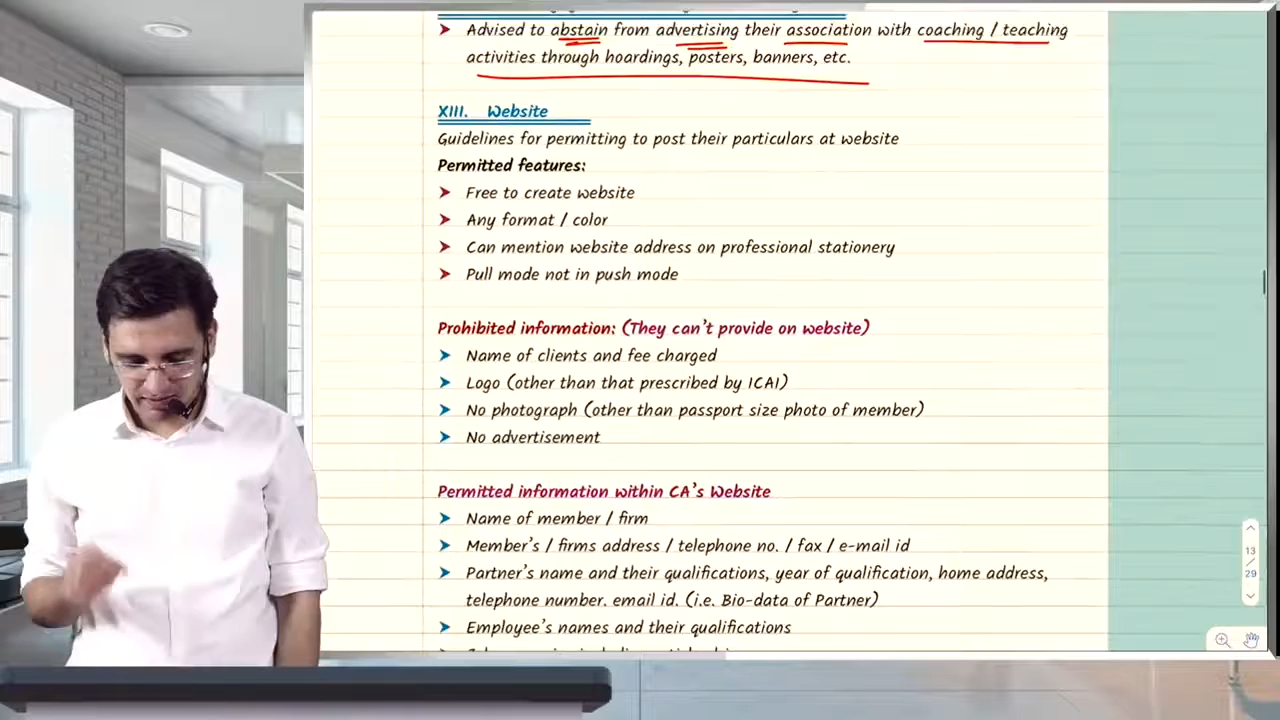 Advised to abstain from advertising their association with coaching / teaching
activities through hoardings, posters, banners, etc.
XIII. Website
Guidelines for permitting to post their particulars at website
Permitted features:
Free to create website
Any format / color
Can mention website address on professional stationery
Pull mode not in push mode
Prohibited information: (They can't provide on website)
Name of clients and fee charged
Logo (other than that prescribed by ICAI)
No photograph (other than passport size photo of member)
No advertisement
Permitted information within CA's Website
Name of member / firm
Member's / firms address / telephone no. / fax / e-mail id
Partner's name and their qualifications, year of qualification, home address,
telephone number. email id. (i.e. Bio-data of Partner)
Employee's names and their qualifications
13
/
29